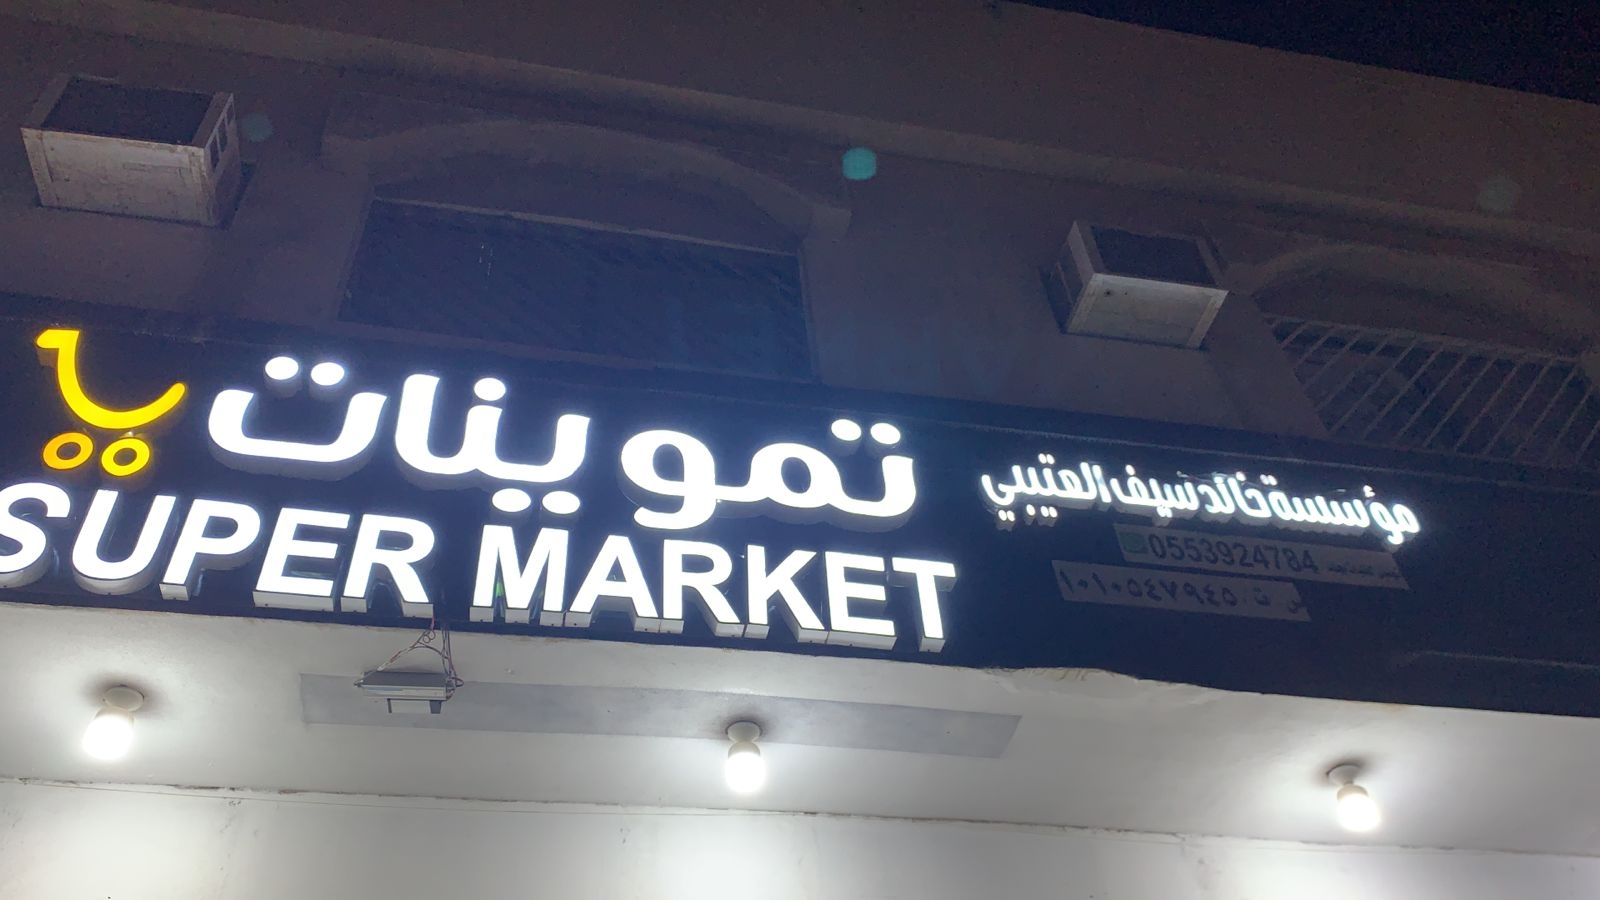 تموينات
SUPER MARKET
مؤسسة خالد سيف العتيبي
0553924784
س ت ١٠١٠٥٤٧٩٤٥